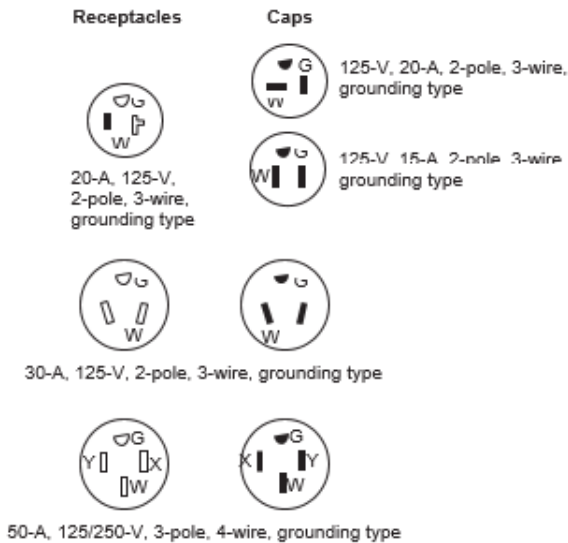 Receptacles Caps
G
W
20-A, 125-V,
2-pole, 3-wire,
grounding type
G
W
125-V, 20-A, 2-pole, 3-wire,
grounding type
G
W
125-V, 15-A, 2-pole, 3-wire
grounding type
G
W
G
W
30-A, 125-V, 2-pole, 3-wire, grounding type
G
Y X
W
G
X Y
W
50-A, 125/250-V, 3-pole, 4-wire, grounding type